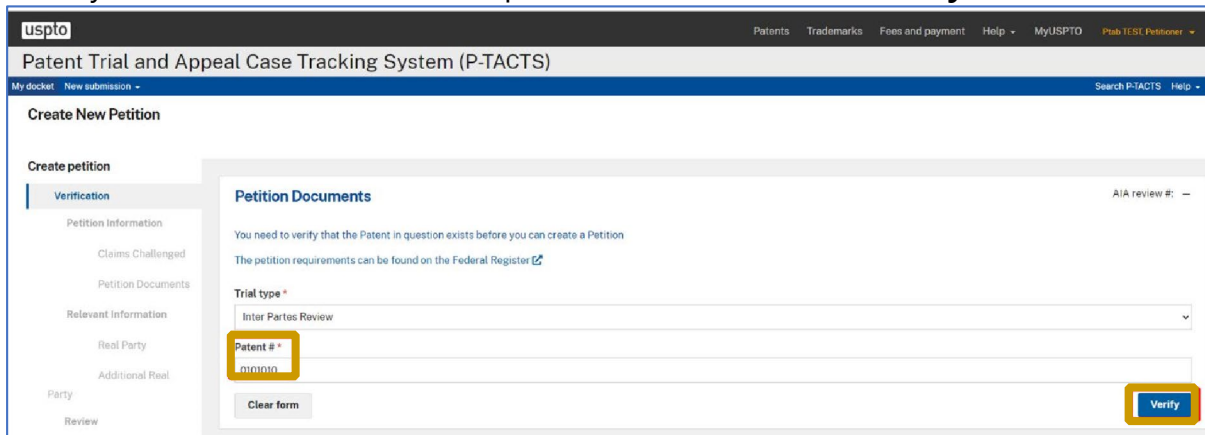 uspto
Patents Trademarks Fees and payment Help MyUSPTO Ptab TEST, Petitioner
Patent Trial and Appeal Case Tracking System (P-TACTS)
My docket New submission Search P-TACTS Help
Create New Petition
Create petition
Verification
Petition Information
Claims Challenged
Petition Documents
Relevant Information
Real Party
Additional Real
Party
Review
Petition Documents
AIA review #: —
You need to verify that the Patent in question exists before you can create a Petition
The petition requirements can be found on the Federal Register
Trial type *
Inter Partes Review
Patent # *
0101010
Clear form
Verify